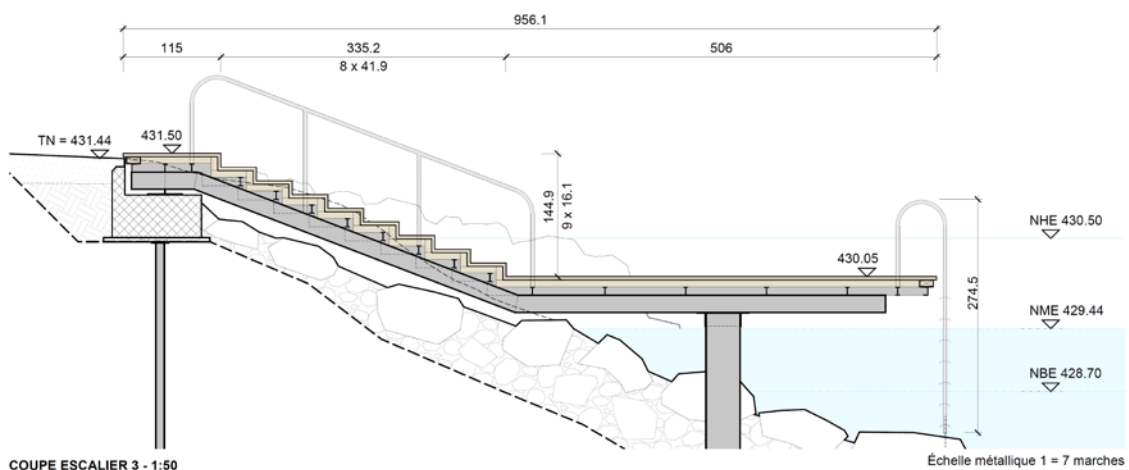 956.1
115
335.2
506
8 x 41.9
TN = 431.44
431.50
144.9
9 x 16.1
NHE 430.50
430.05
274.5
NME 429.44
NBE 428.70
COUPE ESCALIER 3 - 1:50
Échelle métallique 1 = 7 marches